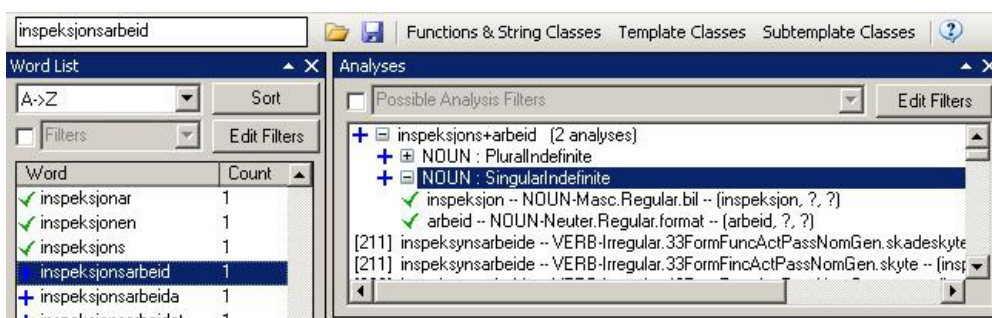 inspeksjonsarbeid
Functions & String Classes Template Classes Subtemplate Classes
Word List
A->Z
Sort
Filters
Edit Filters
Word Count
inspeksjonar 1
inspeksjonen 1
inspeksjons 1
inspeksjonsarbeid 1
inspeksjonsarbeida 1
Analyses
Possible Analysis Filters
Edit Filters
inspeksjons+arbeid (2 analyses)
NOUN : PluralIndefinite
NOUN : SingularIndefinite
inspeksjon -- NOUN-Masc.Regular.bil -- (inspeksjon, ?, ?)
arbeid -- NOUN-Neuter.Regular.format -- (arbeid, ?, ?)
[211] inspeksynsarbeide -- VERB-Irregular.33FormFuncActPassNomGen.skadeskyte
[211] inspeksynsarbeide -- VERB-Irregular.33FormFincActPassNomGen.skyte -- (insp